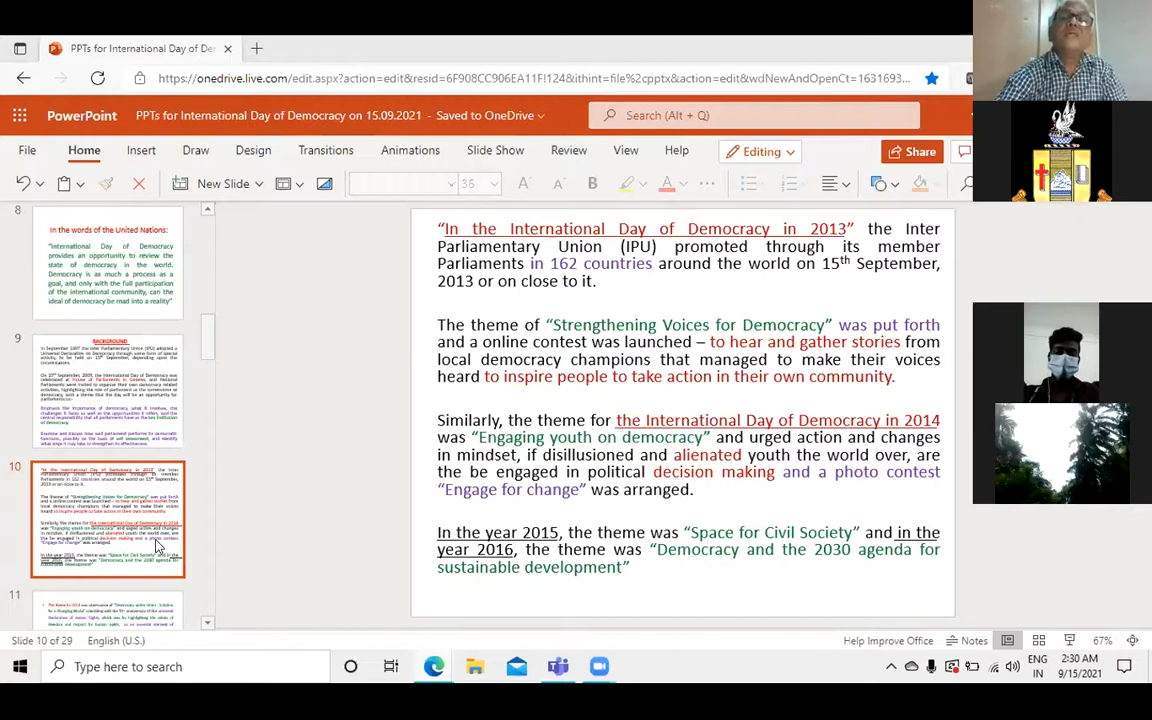 PPTs for International Day of Der
https://onedrive.live.com/edit.aspx?action=edit&resid=6F908CC906EA11F!124&ithint=file%2cpptx&action=edit&wdNewAndOpenCt=1631693...
PowerPoint
PPTs for International Day of Democracy on 15.09.2021 - Saved to OneDrive
Search (Alt + Q)
File Home Insert Draw Design Transitions Animations Slide Show Review View Help Editing Share
New Slide 36 A A B A
8
In the words of the United Nations:
"International Day of Democracy
provides an opportunity to review the
state of democracy in the world.
Democracy is as much a process as a
goal, and only with the full participation
of the international community, can the
ideal of democracy be read into a reality"
9
BACKGROUND
10
11
“In the International Day of Democracy in 2013” the Inter
Parliamentary Union (IPU) promoted through its member
Parliaments in 162 countries around the world on 15th September,
2013 or on close to it.
The theme of “Strengthening Voices for Democracy” was put forth
and a online contest was launched – to hear and gather stories from
local democracy champions that managed to make their voices
heard to inspire people to take action in their own community.
Similarly, the theme for the International Day of Democracy in 2014
was “Engaging youth on democracy” and urged action and changes
in mindset, if disillusioned and alienated youth the world over, are
the be engaged in political decision making and a photo contest
“Engage for change” was arranged.
In the year 2015, the theme was “Space for Civil Society” and in the
year 2016, the theme was “Democracy and the 2030 agenda for
sustainable development”
Slide 10 of 29 English (U.S.) Help Improve Office Notes 67%
Type here to search
ENG
IN
2:30 AM
9/15/2021